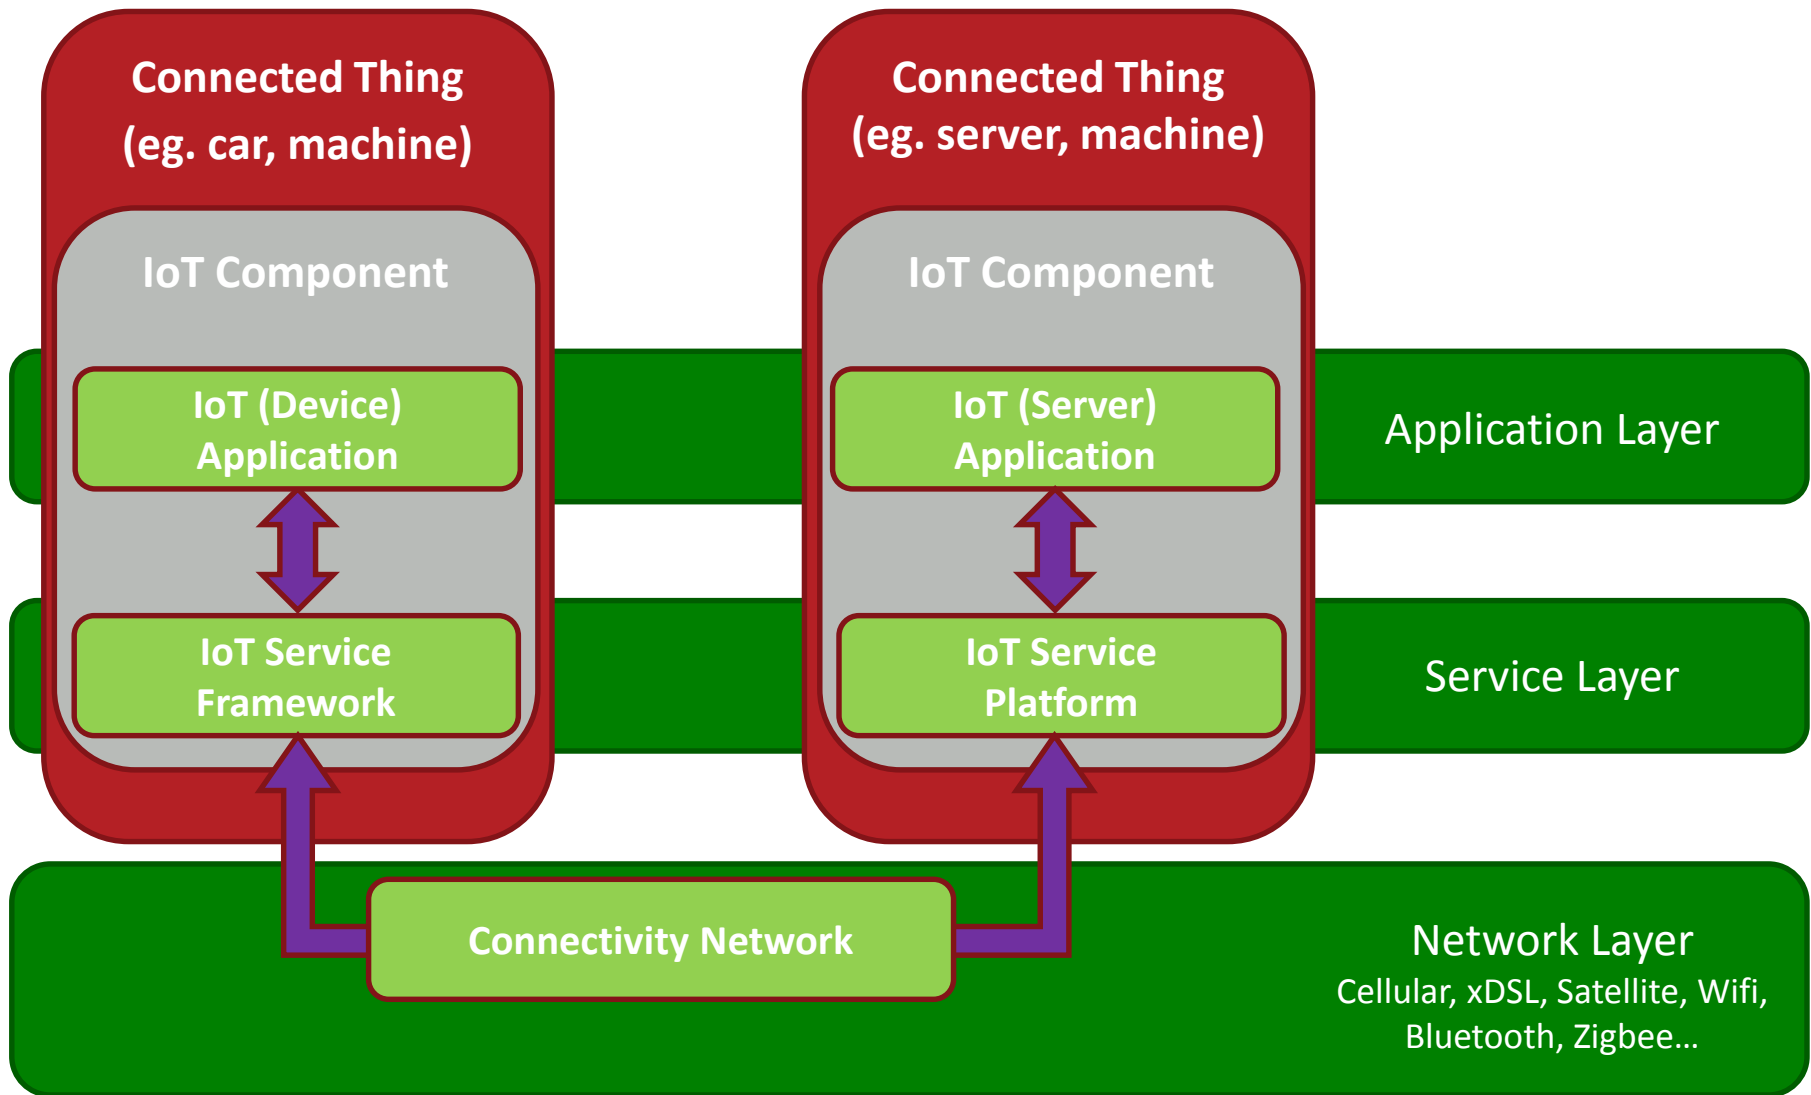 Connected Thing
(eg. car, machine)
IoT Component
IoT (Device)
Application
IoT Service
Framework
Connected Thing
(eg. server, machine)
IoT Component
IoT (Server)
Application
IoT Service
Platform
Application Layer
Service Layer
Connectivity Network
Network Layer
Cellular, xDSL, Satellite, Wifi,
Bluetooth, Zigbee...